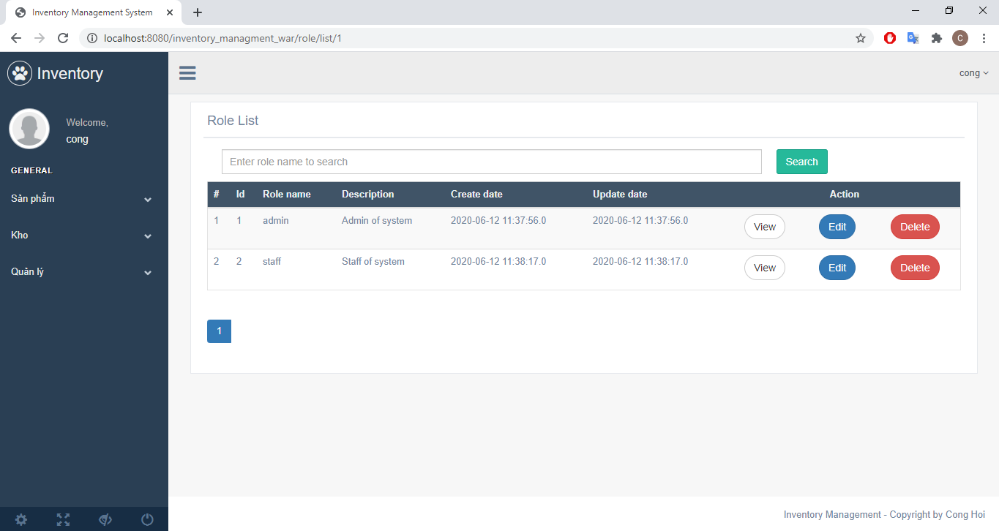 Inventory Management System
localhost:8080/inventory_managment_war/role/list/1
C
Inventory
cong
Welcome,
cong
GENERAL
Sản phẩm
Kho
Quản lý
Role List
Enter role name to search
Search
# Id Role name Description Create date Update date Action
1 1 admin Admin of system 2020-06-12 11:37:56.0 2020-06-12 11:37:56.0 View Edit Delete
2 2 staff Staff of system 2020-06-12 11:38:17.0 2020-06-12 11:38:17.0 View Edit Delete
1
Inventory Management - Copyright by Cong Hoi